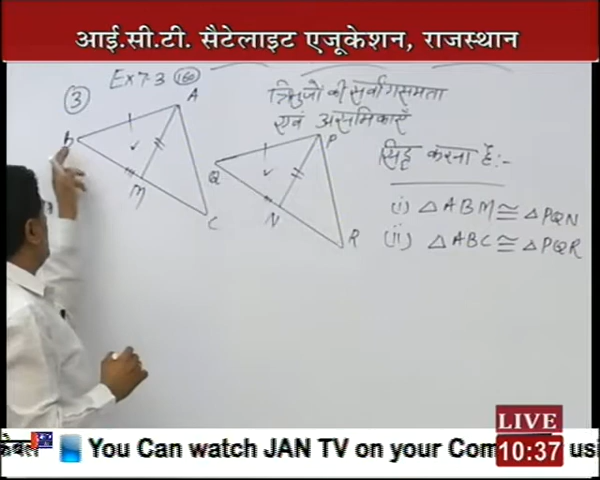 आई.सी.टी. सैटेलाइट एजूकेशन, राजस्थान
Ex 7.3 160
3
त्रिभुजों की सर्वांगसमता
एवं असमिकाएँ
सिद्ध करना है:-
(i) △ABM ≅ △PQN
(ii) △ABC ≅ △PQR
A
B
M
C
P
Q
N
R
LIVE
10:37
You Can watch JAN TV on your Com usi